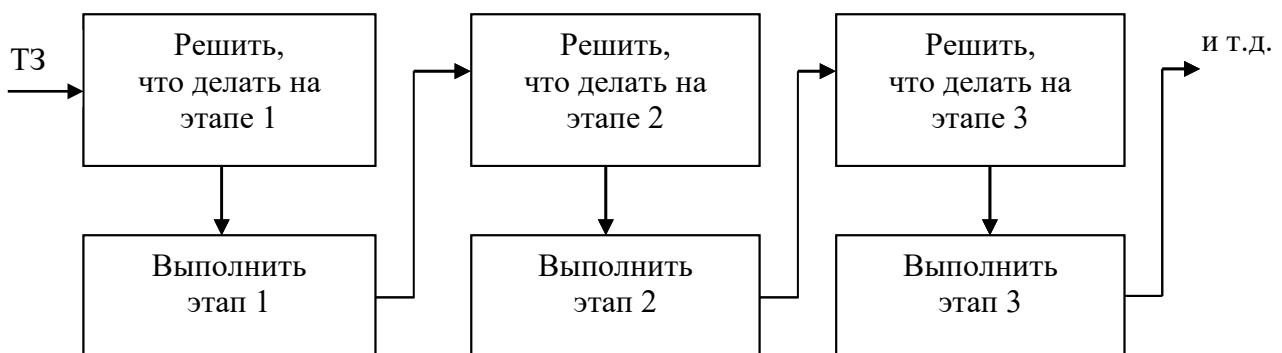 ТЗ
Решить,
что делать на
этапе 1
Решить,
что делать на
этапе 2
Решить,
что делать на
этапе 3
и т.д.
Выполнить
этап 1
Выполнить
этап 2
Выполнить
этап 3